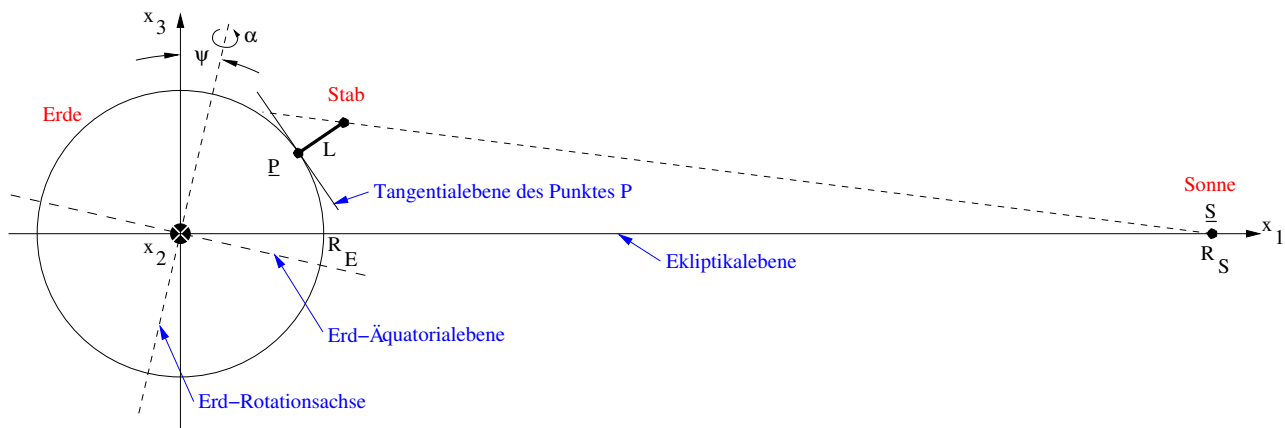 x3
ψ
α
Erde
Stab
L
P
Tangentialebene des Punktes P
Sonne
S
x2
RE
x1
RS
Ekliptikalebene
Erd−Äquatorialebene
Erd−Rotationsachse